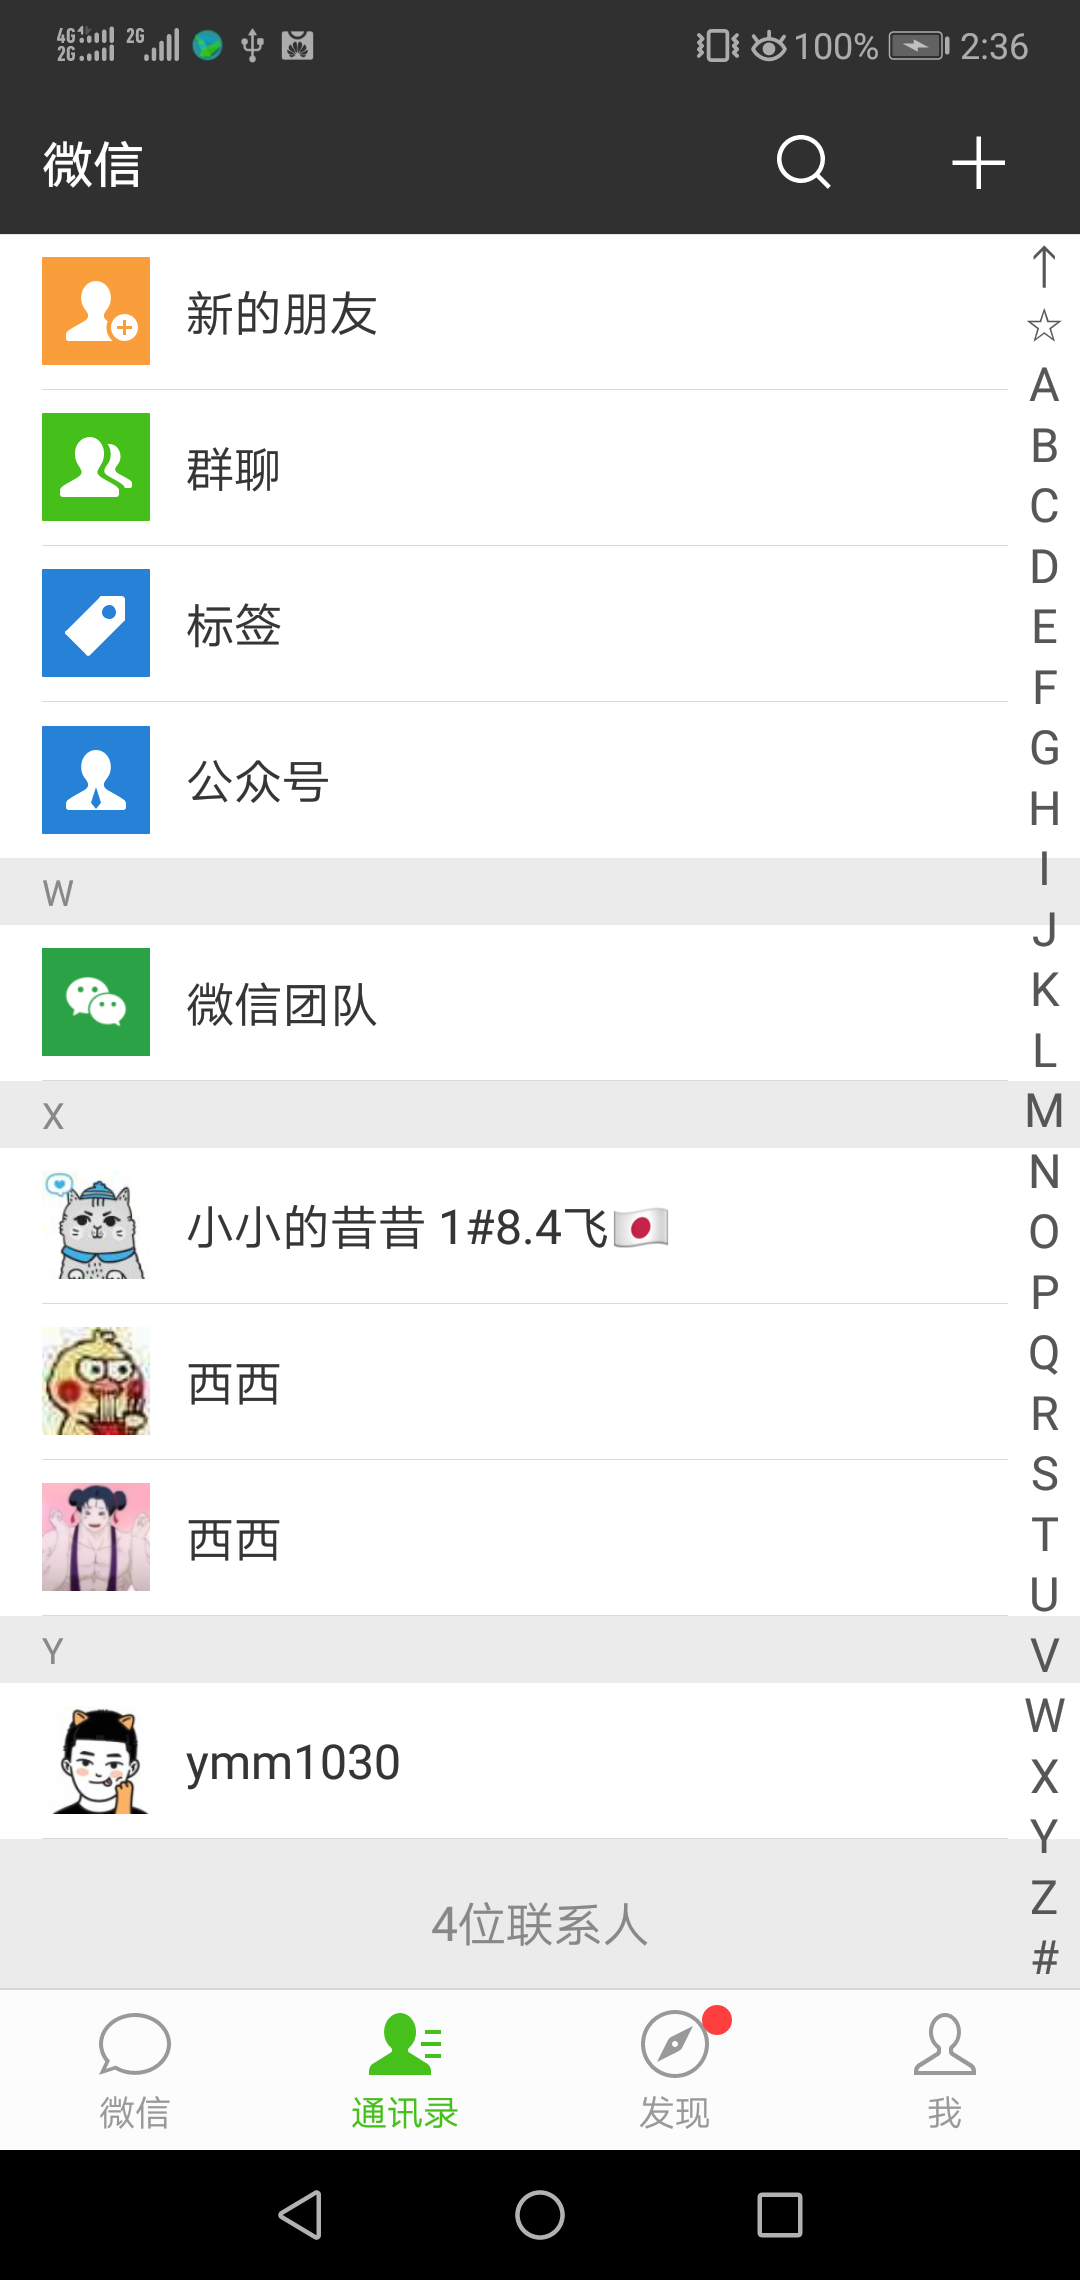 4G 2G 2G 100% 2:36
微信
新的朋友
群聊
标签
公众号
W
微信团队
X
小小的昔昔 1#8.4飞🇯🇵
西西
西西
Y
ymm1030
4位联系人
↑
☆
A
B
C
D
E
F
G
H
I
J
K
L
M
N
O
P
Q
R
S
T
U
V
W
X
Y
Z
#
微信 通讯录 发现 我